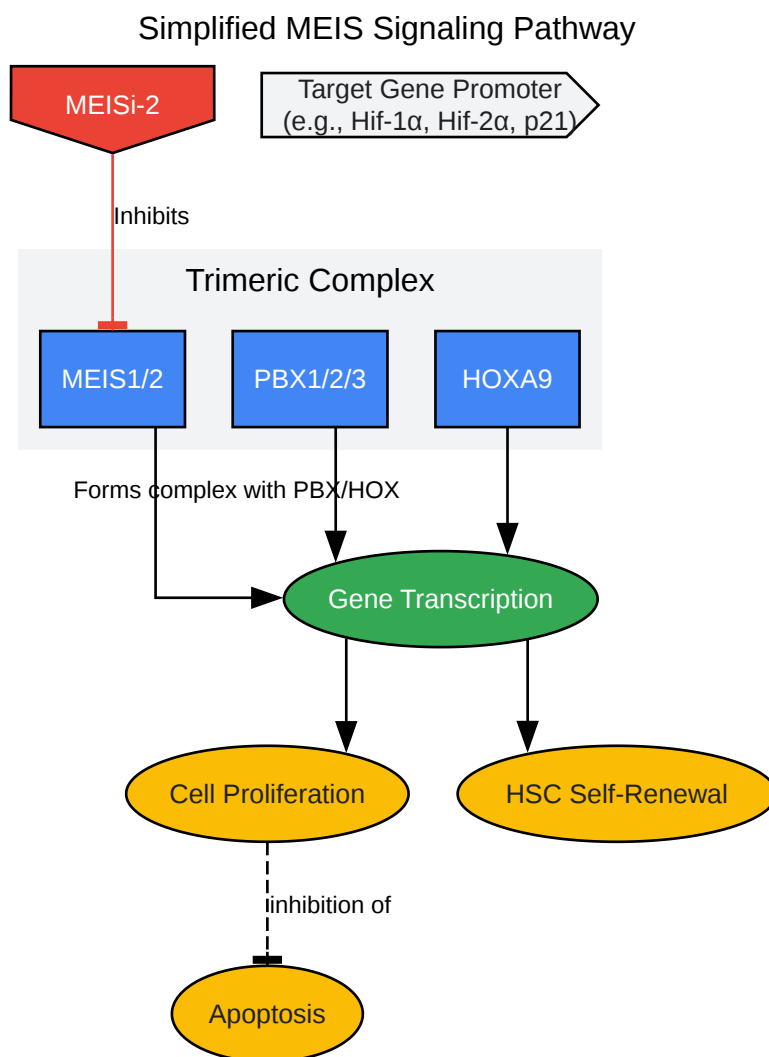 Simplified MEIS Signaling Pathway
MEISi-2
Target Gene Promoter
(e.g., Hif-1α, Hif-2α, p21)
Inhibits
Trimeric Complex
MEIS1/2
PBX1/2/3
HOXA9
Forms complex with PBX/HOX
Gene Transcription
Cell Proliferation
HSC Self-Renewal
inhibition of
Apoptosis